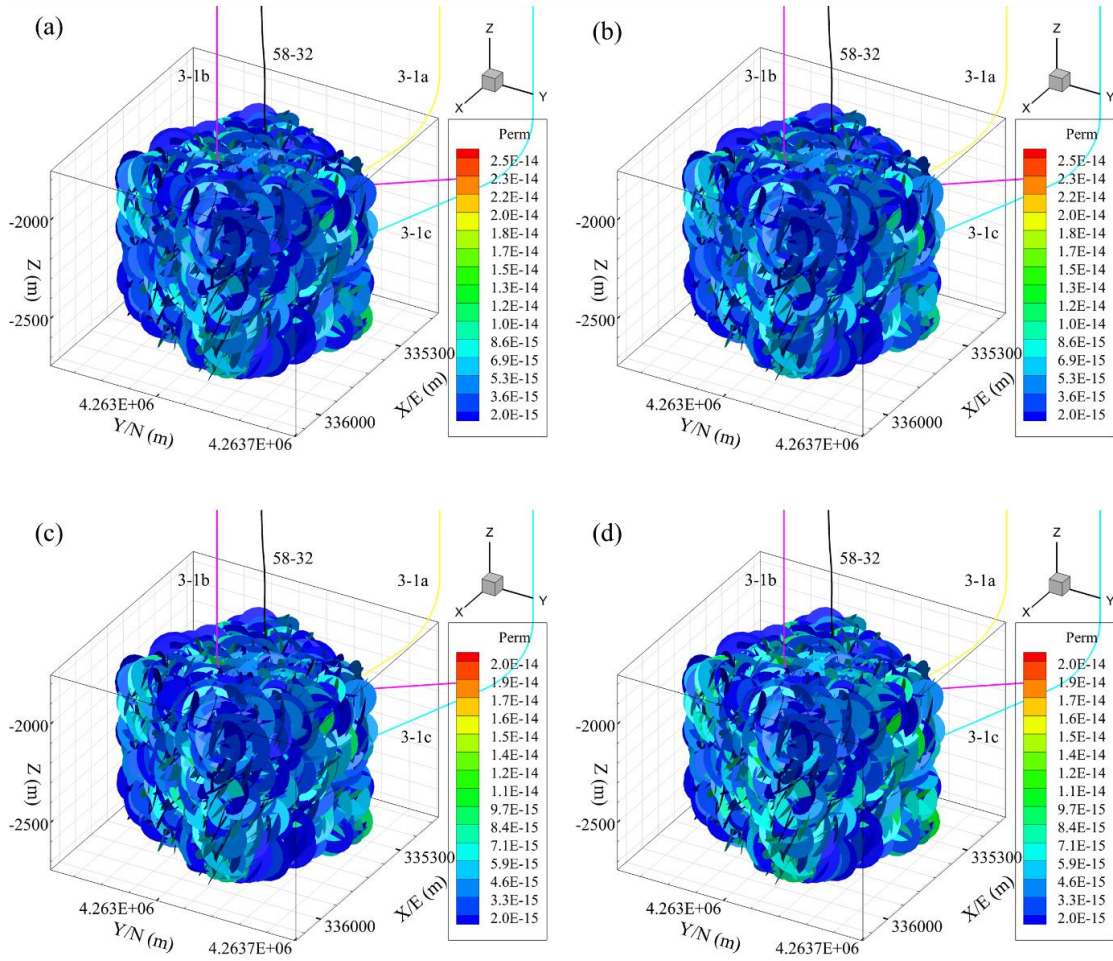 (a)
58-32
3-1b
3-1a
Z
X
Y
Perm
2.5E-14
2.3E-14
2.2E-14
2.0E-14
1.8E-14
1.7E-14
1.5E-14
1.3E-14
1.2E-14
1.0E-14
8.6E-15
6.9E-15
5.3E-15
3.6E-15
2.0E-15
3-1c
-2000
Z (m)
-2500
335300
X/E (m)
336000
4.263E+06
Y/N (m)
4.2637E+06
(b)
58-32
3-1b
3-1a
Z
X
Y
Perm
2.5E-14
2.3E-14
2.2E-14
2.0E-14
1.8E-14
1.7E-14
1.5E-14
1.3E-14
1.2E-14
1.0E-14
8.6E-15
6.9E-15
5.3E-15
3.6E-15
2.0E-15
3-1c
-2000
Z (m)
-2500
335300
X/E (m)
336000
4.263E+06
Y/N (m)
4.2637E+06
(c)
58-32
3-1b
3-1a
Z
X
Y
Perm
2.0E-14
1.9E-14
1.7E-14
1.6E-14
1.5E-14
1.4E-14
1.2E-14
1.1E-14
9.7E-15
8.4E-15
7.1E-15
5.9E-15
4.6E-15
3.3E-15
2.0E-15
3-1c
-2000
Z (m)
-2500
335300
X/E (m)
336000
4.263E+06
Y/N (m)
4.2637E+06
(d)
58-32
3-1b
3-1a
Z
X
Y
Perm
2.0E-14
1.9E-14
1.7E-14
1.6E-14
1.5E-14
1.4E-14
1.2E-14
1.1E-14
9.7E-15
8.4E-15
7.1E-15
5.9E-15
4.6E-15
3.3E-15
2.0E-15
3-1c
-2000
Z (m)
-2500
335300
X/E (m)
336000
4.263E+06
Y/N (m)
4.2637E+06